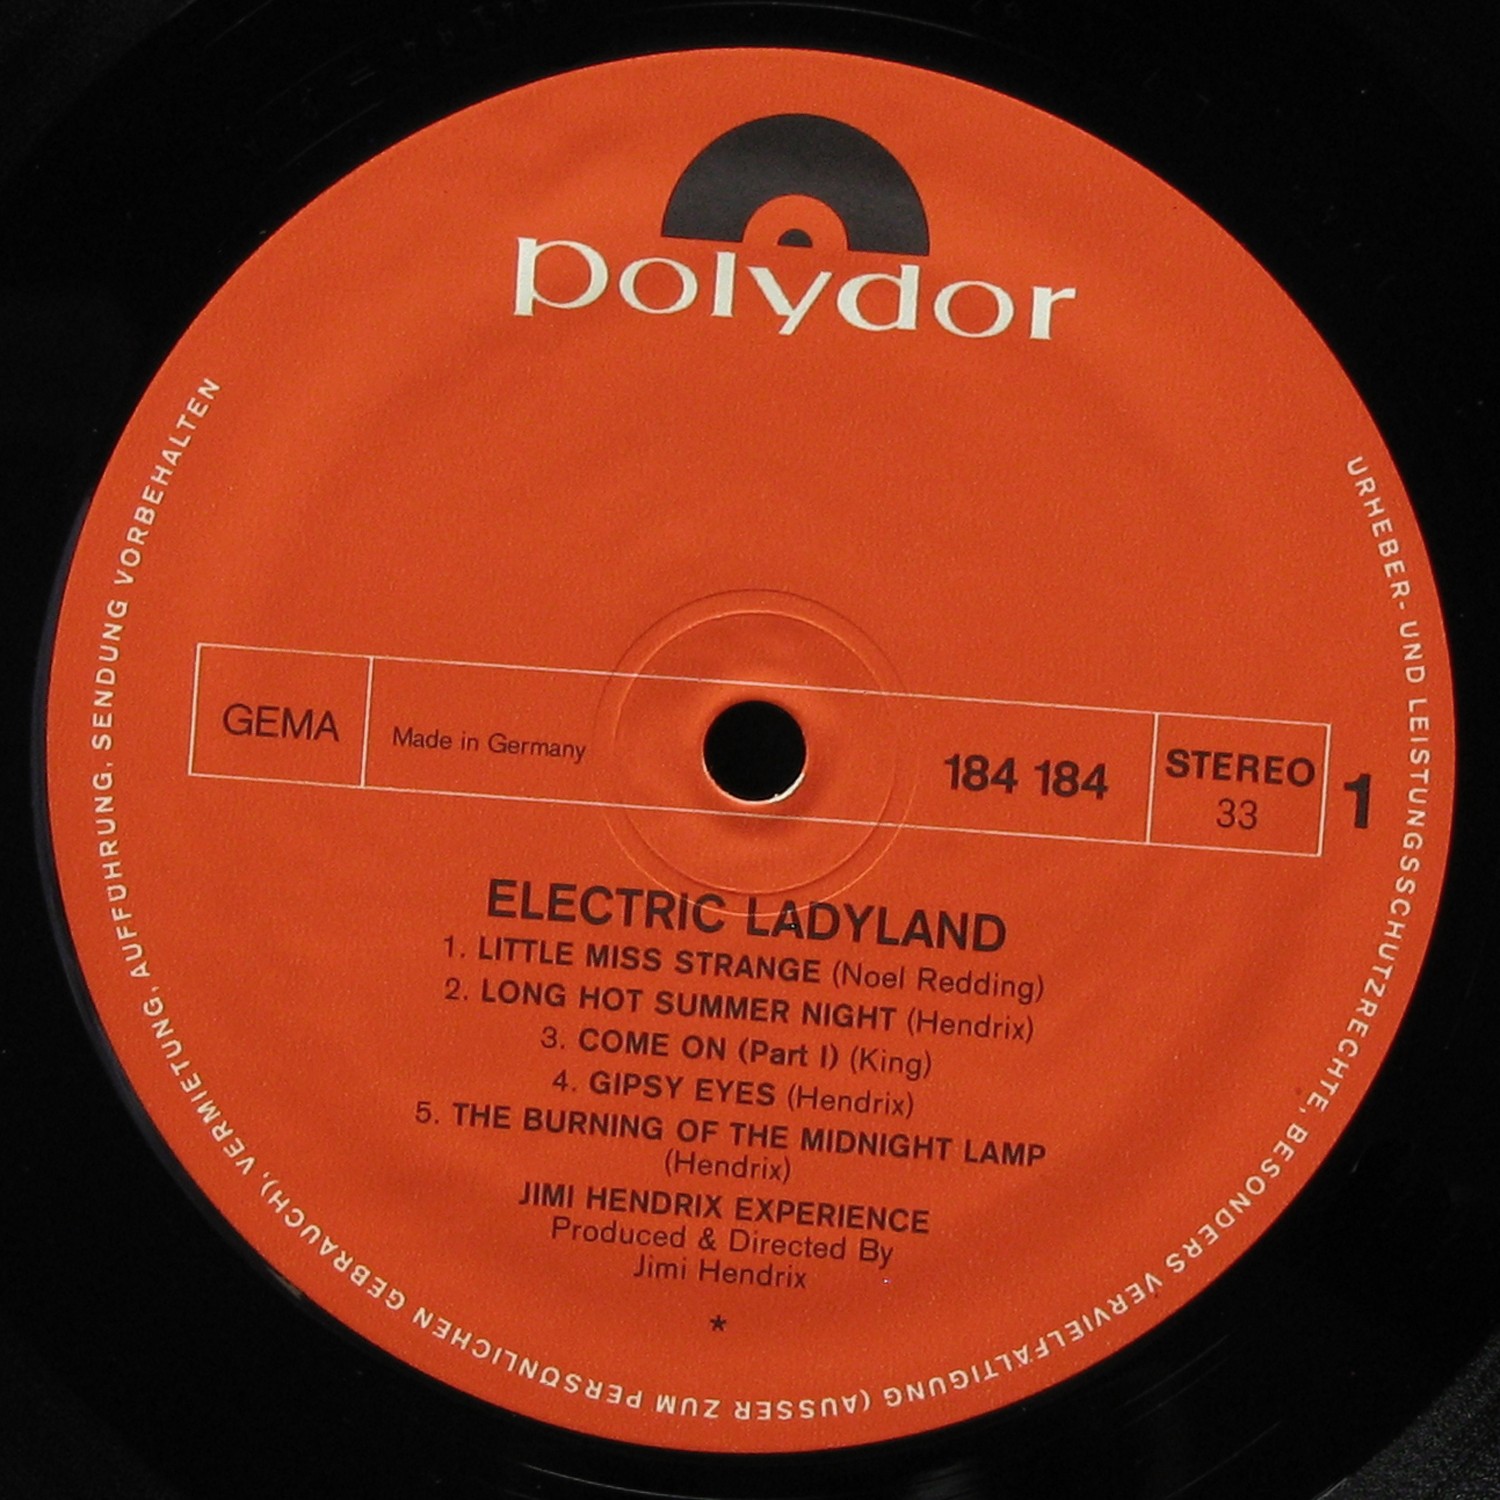 polydor
URHEBER- UND LEISTUNGSSCHUTZRECHTE, BESONDERS VERVIELFÄLTIGUNG (AUSSER ZUM PERSÖNLICHEN GEBRAUCH), VERMIETUNG, AUFFÜHRUNG, SENDUNG VORBEHALTEN
GEMA
Made in Germany
184 184
STEREO
33
1
ELECTRIC LADYLAND
1. LITTLE MISS STRANGE (Noel Redding)
2. LONG HOT SUMMER NIGHT (Hendrix)
3. COME ON (Part I) (King)
4. GIPSY EYES (Hendrix)
5. THE BURNING OF THE MIDNIGHT LAMP
(Hendrix)
JIMI HENDRIX EXPERIENCE
Produced & Directed By
Jimi Hendrix
*